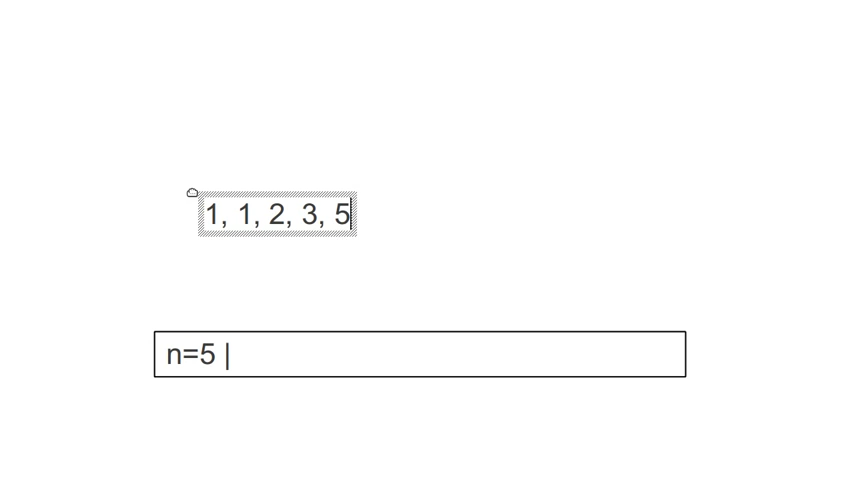 1, 1, 2, 3, 5
n=5 |